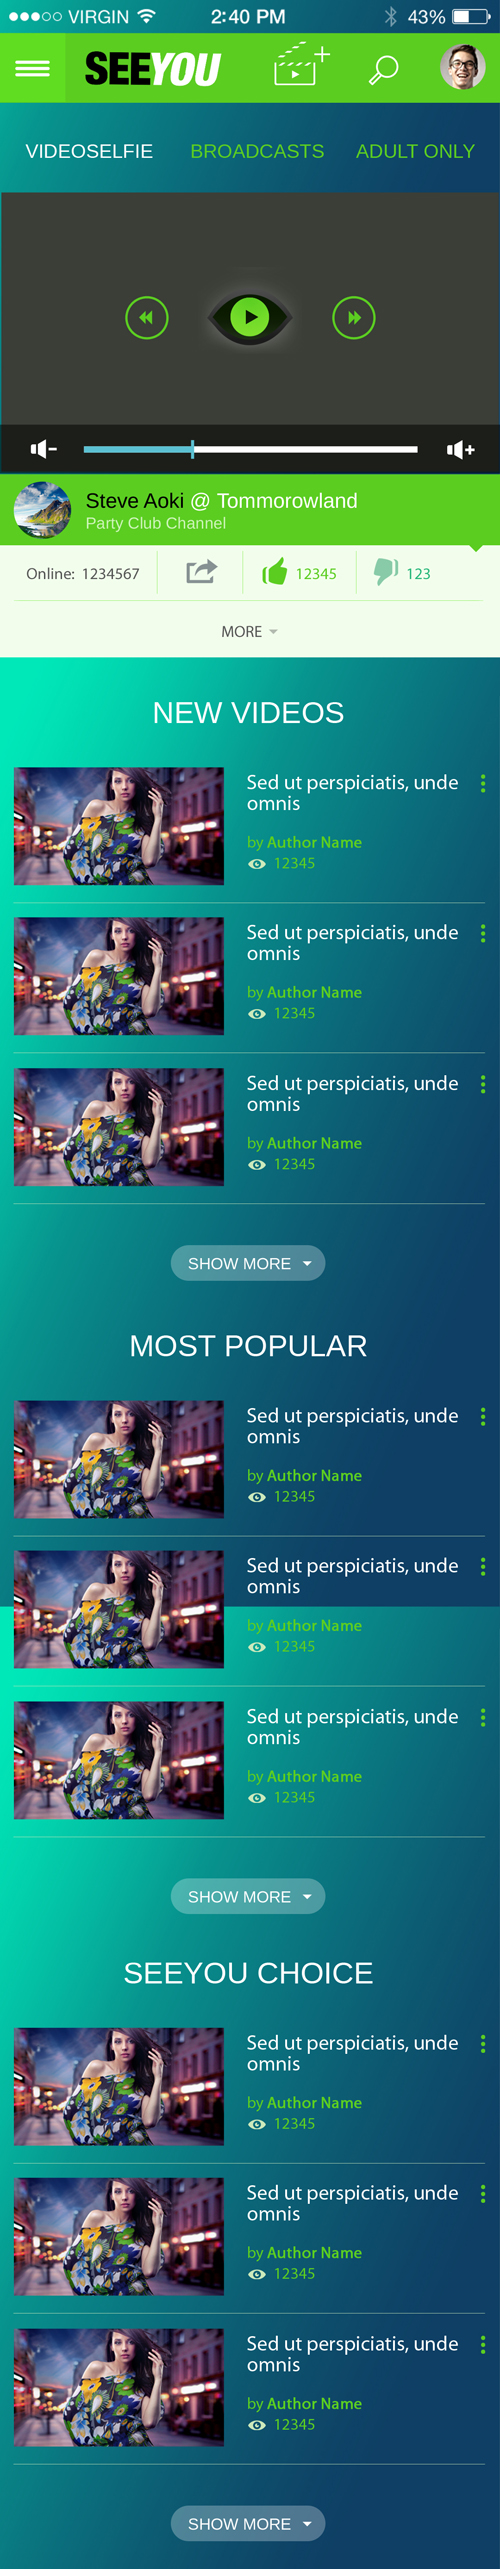 VIRGIN 2:40 PM 43%
SEEYOU
VIDEOSELFIE BROADCASTS ADULT ONLY
Steve Aoki @ Tommorowland
Party Club Channel
Online: 1234567 12345 123
MORE
NEW VIDEOS
Sed ut perspiciatis, unde
omnis
by Author Name
12345
Sed ut perspiciatis, unde
omnis
by Author Name
12345
Sed ut perspiciatis, unde
omnis
by Author Name
12345
SHOW MORE
MOST POPULAR
Sed ut perspiciatis, unde
omnis
by Author Name
12345
Sed ut perspiciatis, unde
omnis
by Author Name
12345
Sed ut perspiciatis, unde
omnis
by Author Name
12345
SHOW MORE
SEEYOU CHOICE
Sed ut perspiciatis, unde
omnis
by Author Name
12345
Sed ut perspiciatis, unde
omnis
by Author Name
12345
Sed ut perspiciatis, unde
omnis
by Author Name
12345
SHOW MORE